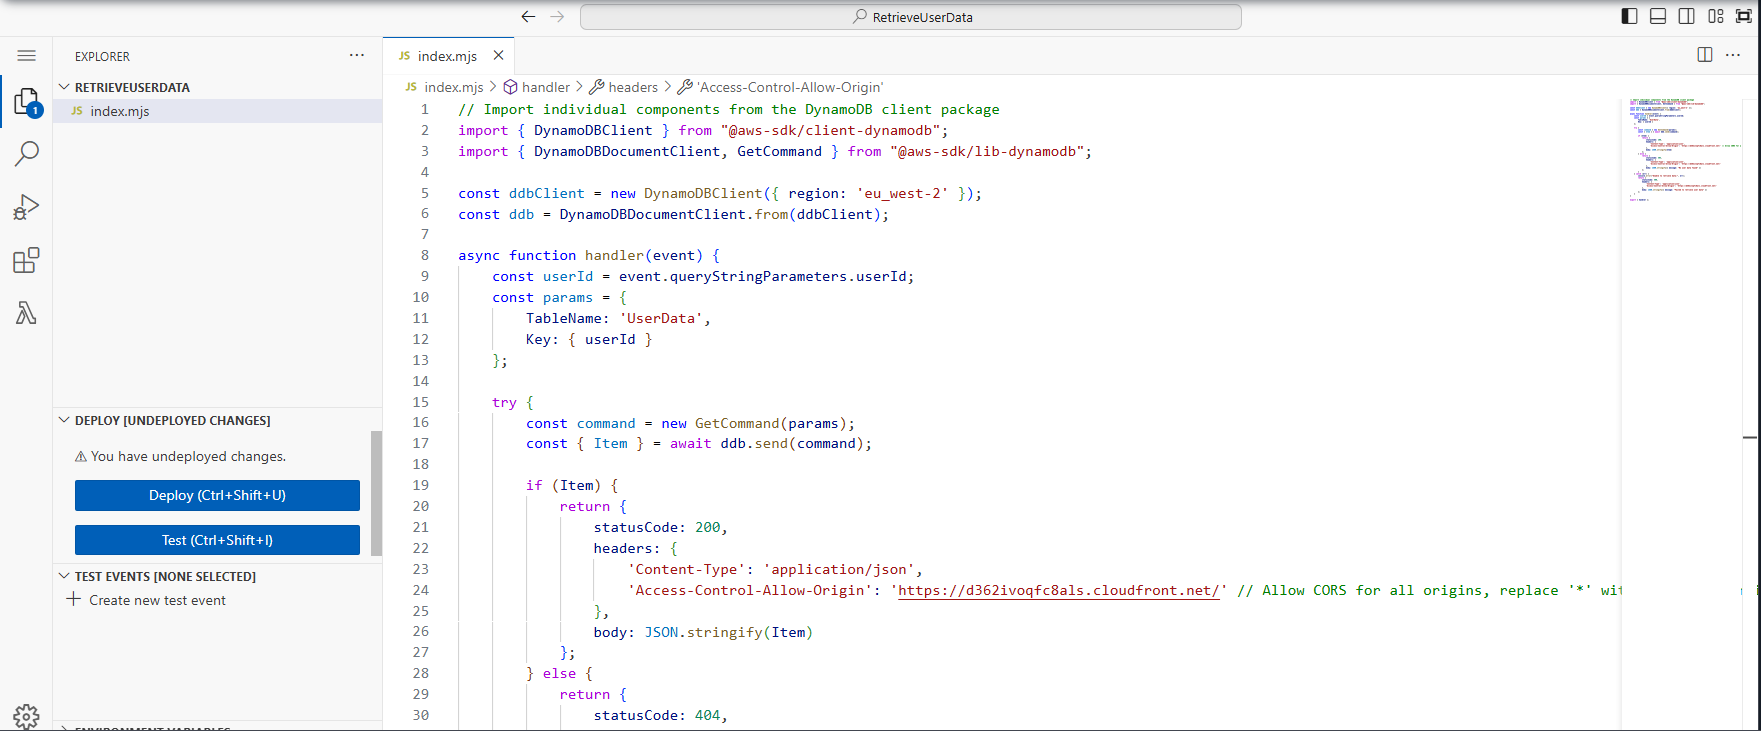 RetrieveUserData
EXPLORER
RETRIEVEUSERDATA
JS index.mjs
1
DEPLOY [UNDEPLOYED CHANGES]
You have undeployed changes.
Deploy (Ctrl+Shift+U)
Test (Ctrl+Shift+I)
TEST EVENTS [NONE SELECTED]
Create new test event
ENVIRONMENT VARIABLES
JS index.mjs
JS index.mjs > handler > headers > 'Access-Control-Allow-Origin'
1 // Import individual components from the DynamoDB client package
2 import { DynamoDBClient } from "@aws-sdk/client-dynamodb";
3 import { DynamoDBDocumentClient, GetCommand } from "@aws-sdk/lib-dynamodb";
4
5 const ddbClient = new DynamoDBClient({ region: 'eu_west-2' });
6 const ddb = DynamoDBDocumentClient.from(ddbClient);
7
8 async function handler(event) {
9 const userId = event.queryStringParameters.userId;
10 const params = {
11 TableName: 'UserData',
12 Key: { userId }
13 };
14
15 try {
16 const command = new GetCommand(params);
17 const { Item } = await ddb.send(command);
18
19 if (Item) {
20 return {
21 statusCode: 200,
22 headers: {
23 'Content-Type': 'application/json',
24 'Access-Control-Allow-Origin': 'https://d362ivoqfc8als.cloudfront.net/' // Allow CORS for all origins, replace '*' wit
25 },
26 body: JSON.stringify(Item)
27 };
28 } else {
29 return {
30 statusCode: 404,